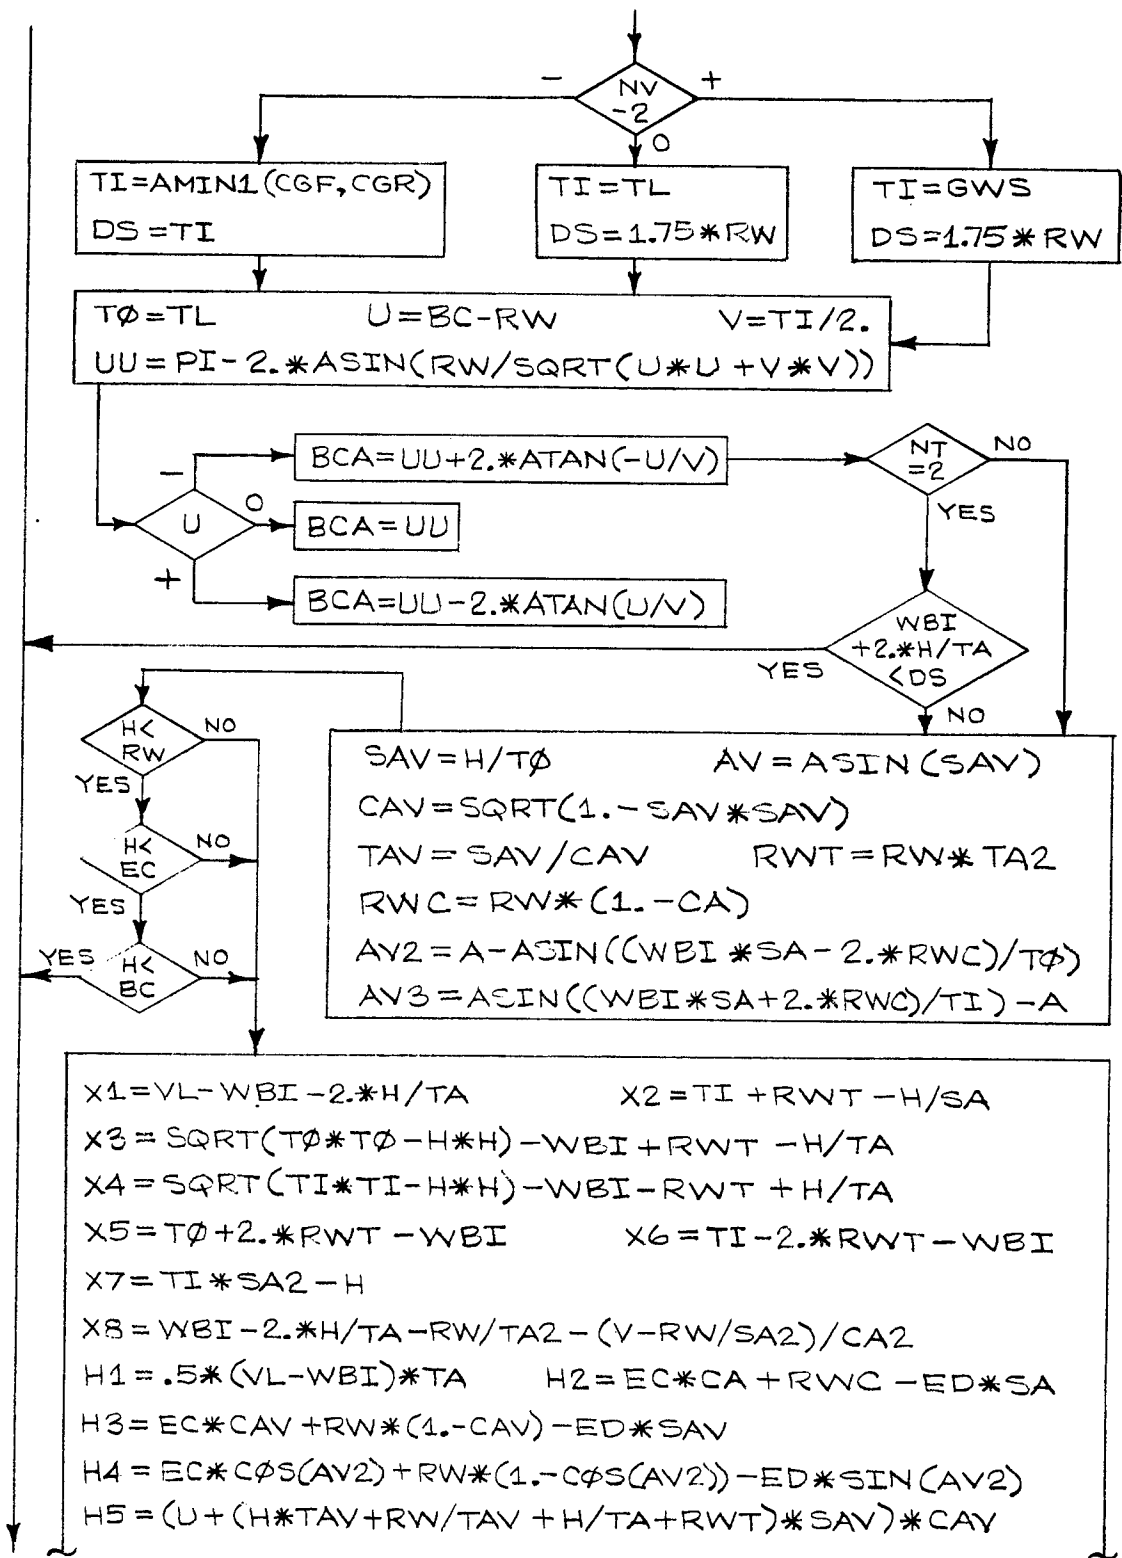 NV
-2
-
+
0
TI=AMIN1(CGF,CGR)
DS=TI
TI=TL
DS=1.75*RW
TI=GWS
DS=1.75*RW
TØ=TL U=BC-RW V=TI/2.
UU=PI-2.*ASIN(RW/SQRT(U*U+V*V))
BCA=UU+2.*ATAN(-U/V)
NT
=2
NO
YES
-
U
0
BCA=UU
+
BCA=UU-2.*ATAN(U/V)
WBI
+2.*H/TA
<DS
YES
NO
H<
RW
NO
YES
H<
EC
NO
YES
H<
BC
YES
NO
SAV=H/TØ AV=ASIN(SAV)
CAV=SQRT(1.-SAV*SAV)
TAV=SAV/CAV RWT=RW*TA2
RWC=RW*(1.-CA)
AV2=A-ASIN((WBI*SA-2.*RWC)/TØ)
AV3=ASIN((WBI*SA+2.*RWC)/TI)-A
X1=VL-WBI-2.*H/TA X2=TI+RWT-H/SA
X3=SQRT(TØ*TØ-H*H)-WBI+RWT-H/TA
X4=SQRT(TI*TI-H*H)-WBI-RWT+H/TA
X5=TØ+2.*RWT-WBI X6=TI-2.*RWT-WBI
X7=TI*SA2-H
X8=WBI-2.*H/TA-RW/TA2-(V-RW/SA2)/CA2
H1=.5*(VL-WBI)*TA H2=EC*CA+RWC-ED*SA
H3=EC*CAV+RW*(1.-CAV)-ED*SAV
H4=EC*CØS(AV2)+RW*(1.-CØS(AV2))-ED*SIN(AV2)
H5=(U+(H*TAV+RW/TAV+H/TA+RWT)*SAV)*CAV